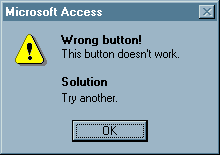 Microsoft Access
Wrong button!
This button doesn't work.
Solution
Try another.
OK